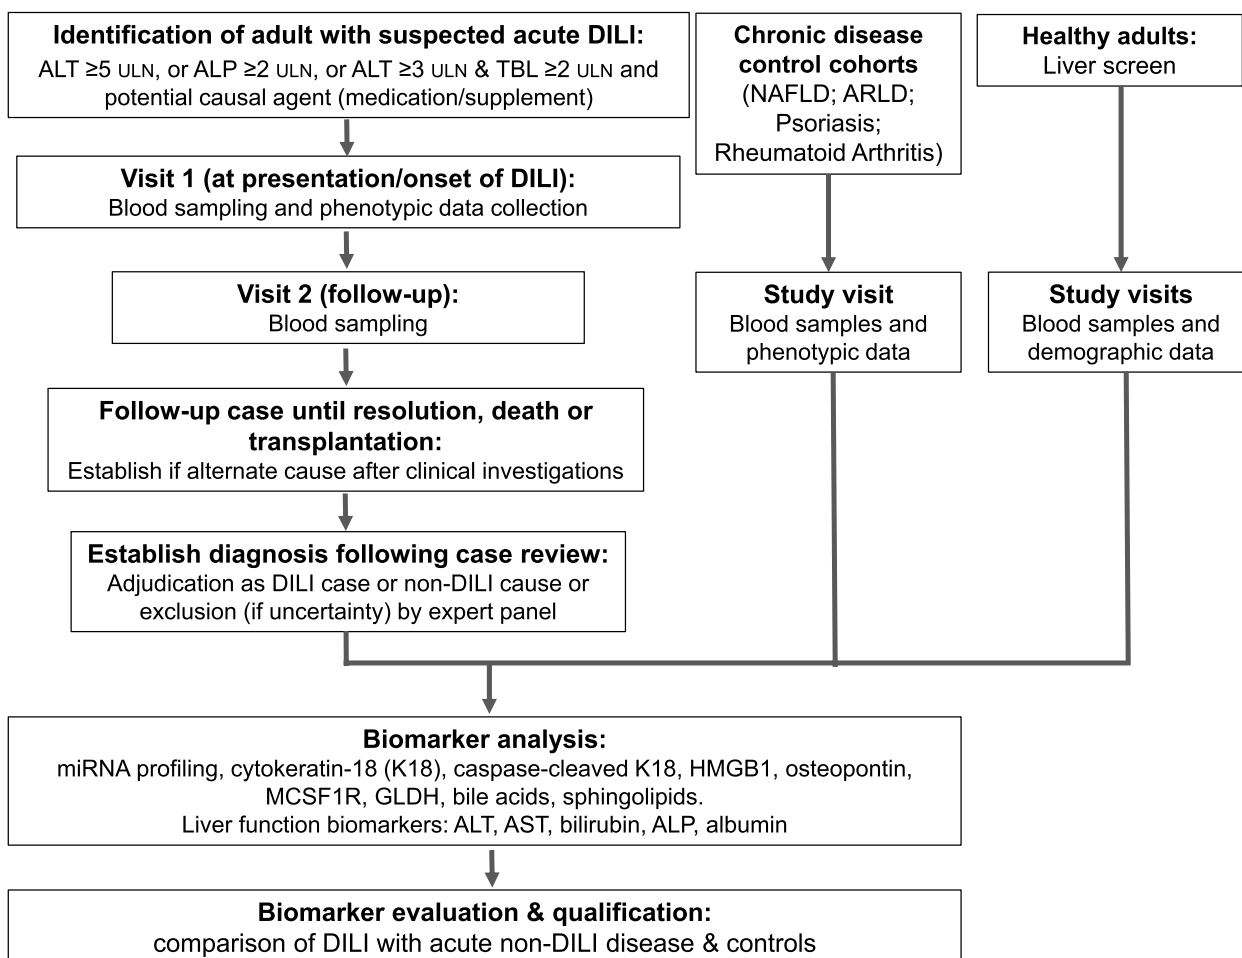 Identification of adult with suspected acute DILI:
ALT ≥5 ULN, or ALP ≥2 ULN, or ALT ≥3 ULN & TBL ≥2 ULN and
potential causal agent (medication/supplement)
Visit 1 (at presentation/onset of DILI):
Blood sampling and phenotypic data collection
Visit 2 (follow-up):
Blood sampling
Follow-up case until resolution, death or
transplantation:
Establish if alternate cause after clinical investigations
Establish diagnosis following case review:
Adjudication as DILI case or non-DILI cause or
exclusion (if uncertainty) by expert panel
Chronic disease
control cohorts
(NAFLD; ARLD;
Psoriasis;
Rheumatoid Arthritis)
Study visit
Blood samples and
phenotypic data
Healthy adults:
Liver screen
Study visits
Blood samples and
demographic data
Biomarker analysis:
miRNA profiling, cytokeratin-18 (K18), caspase-cleaved K18, HMGB1, osteopontin,
MCSF1R, GLDH, bile acids, sphingolipids.
Liver function biomarkers: ALT, AST, bilirubin, ALP, albumin
Biomarker evaluation & qualification:
comparison of DILI with acute non-DILI disease & controls